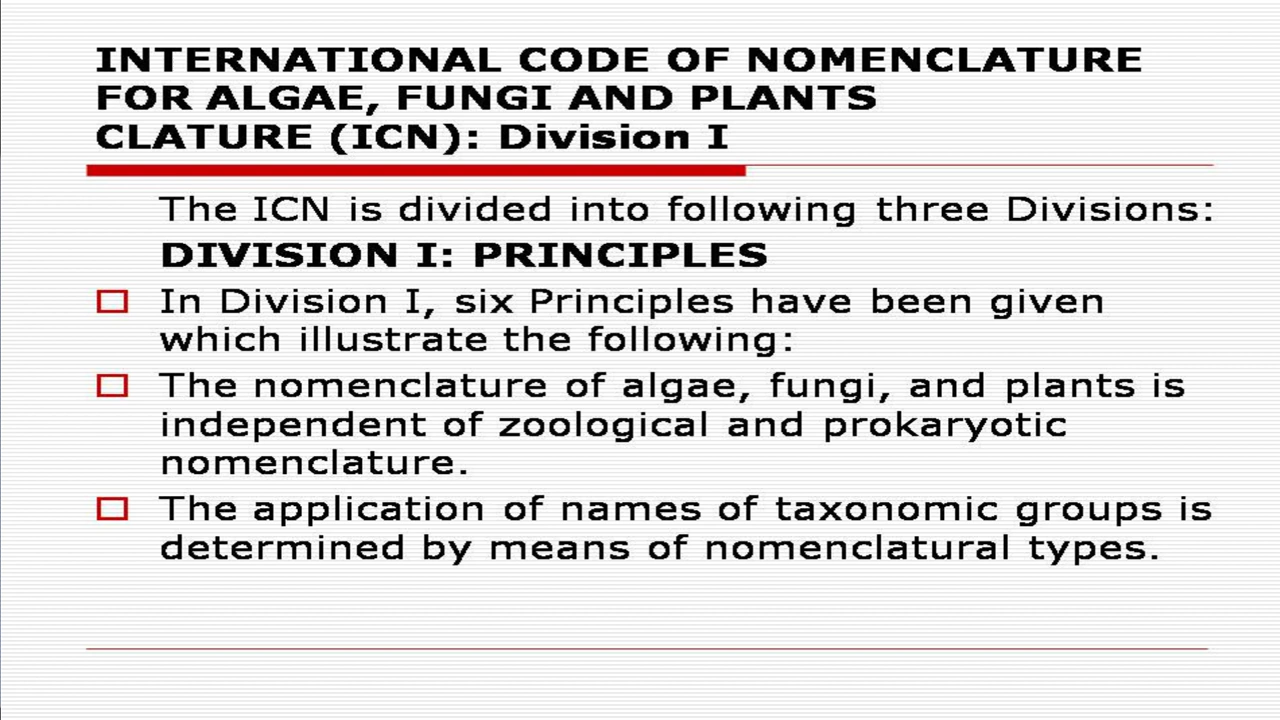 INTERNATIONAL CODE OF NOMENCLATURE
FOR ALGAE, FUNGI AND PLANTS
CLATURE (ICN): Division I
The ICN is divided into following three Divisions:
DIVISION I: PRINCIPLES
In Division I, six Principles have been given
which illustrate the following:
The nomenclature of algae, fungi, and plants is
independent of zoological and prokaryotic
nomenclature.
The application of names of taxonomic groups is
determined by means of nomenclatural types.